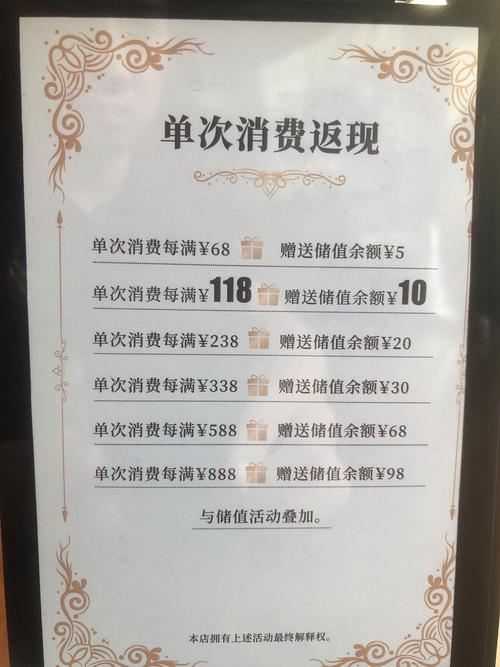 单次消费返现
单次消费每满¥68 赠送储值余额¥5
单次消费每满¥118 赠送储值余额¥10
单次消费每满¥238 赠送储值余额¥20
单次消费每满¥338 赠送储值余额¥30
单次消费每满¥588 赠送储值余额¥68
单次消费每满¥888 赠送储值余额¥98
与储值活动叠加。
本店拥有上述活动最终解释权。